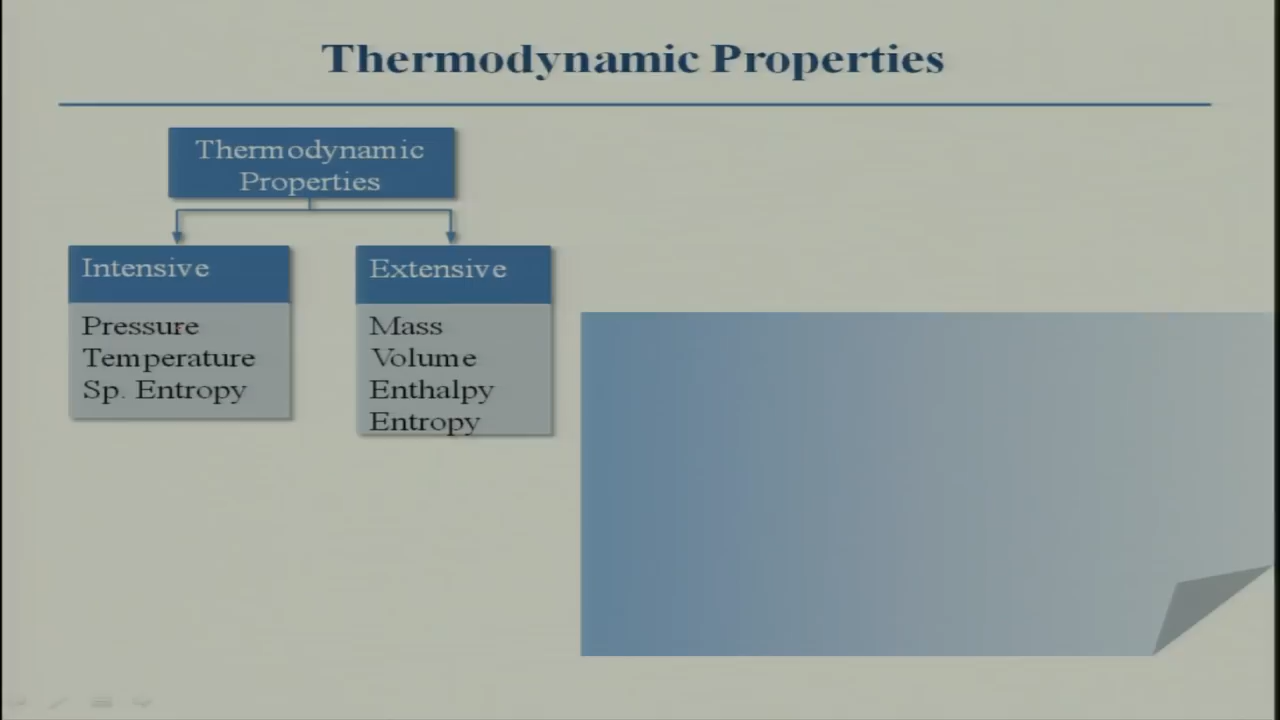 Thermodynamic Properties
Thermodynamic
Properties
Intensive
Pressure
Temperature
Sp. Entropy
Extensive
Mass
Volume
Enthalpy
Entropy